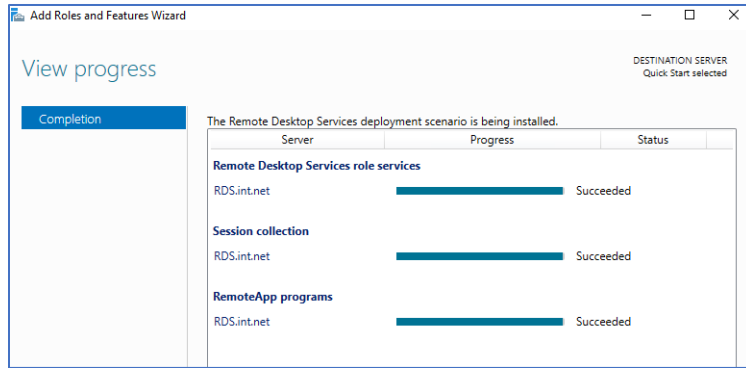 Add Roles and Features Wizard
View progress
DESTINATION SERVER
Quick Start selected
Completion
The Remote Desktop Services deployment scenario is being installed.
Server Progress Status
Remote Desktop Services role services
RDS.int.net Succeeded
Session collection
RDS.int.net Succeeded
RemoteApp programs
RDS.int.net Succeeded